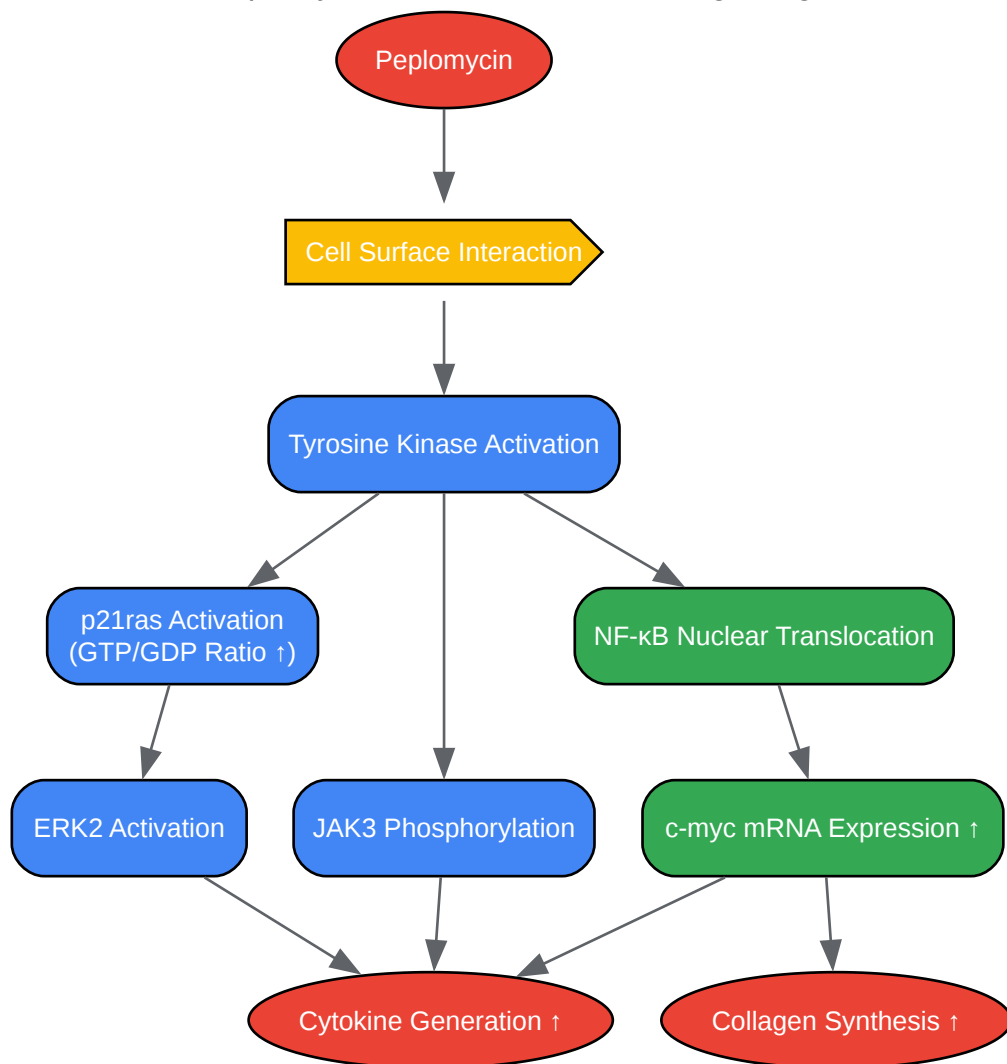 Peplomycin
Cell Surface Interaction
Tyrosine Kinase Activation
p21ras Activation
(GTP/GDP Ratio ↑)
NF-κB Nuclear Translocation
ERK2 Activation
JAK3 Phosphorylation
c-myc mRNA Expression ↑
Cytokine Generation ↑
Collagen Synthesis ↑